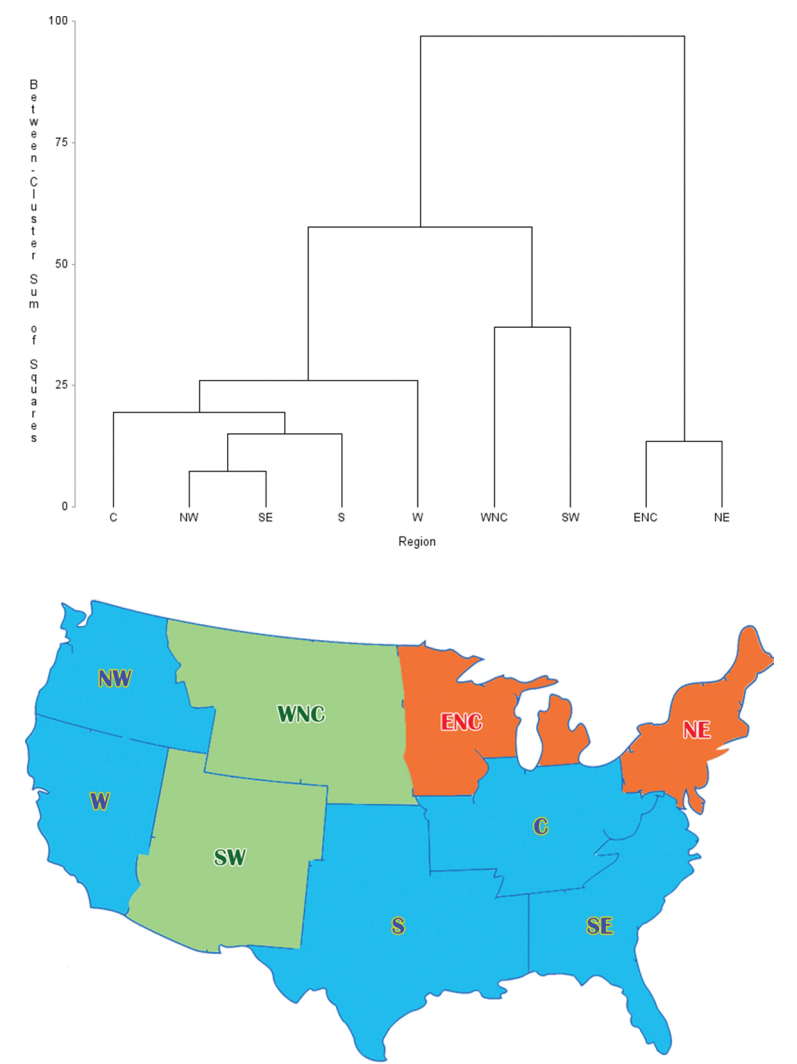 100
75
50
25
0
Between-Cluster Sum of Squares
C NW SE S W WNC SW ENC NE
Region
NW
WNC
ENC
NE
W
C
SW
S
SE